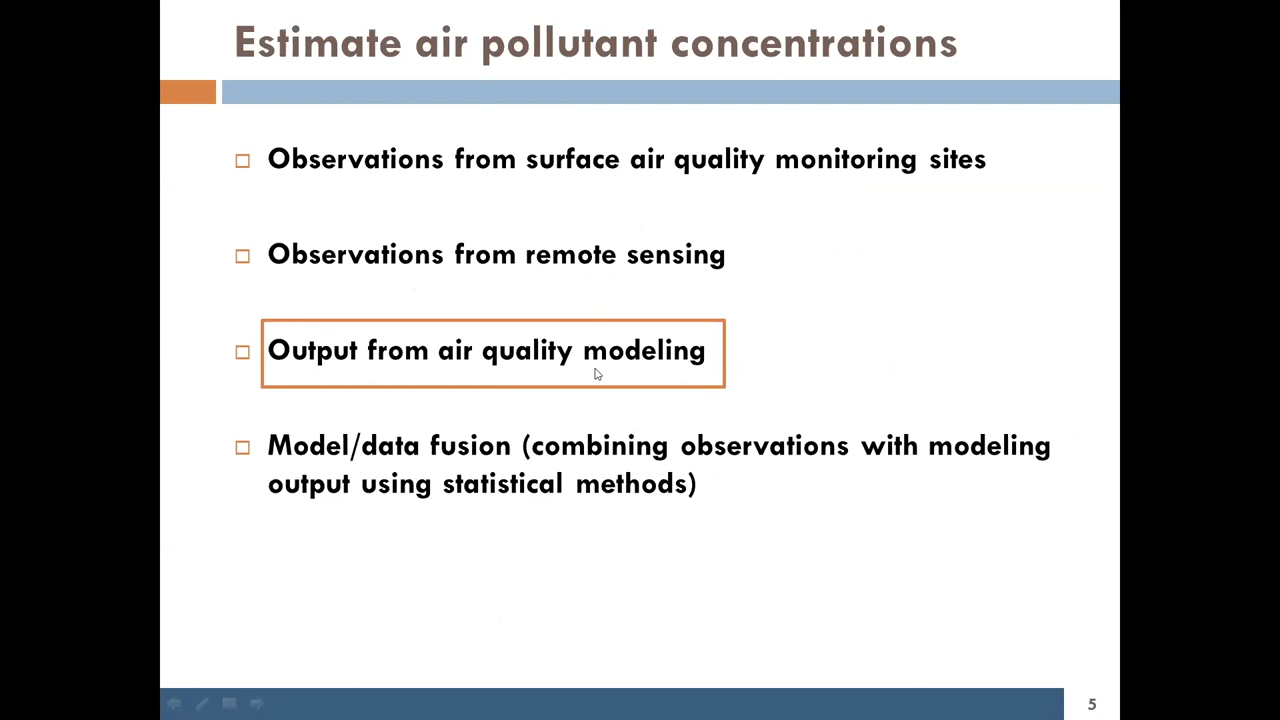 Estimate air pollutant concentrations
Observations from surface air quality monitoring sites
Observations from remote sensing
Output from air quality modeling
Model/data fusion (combining observations with modeling
output using statistical methods)
5